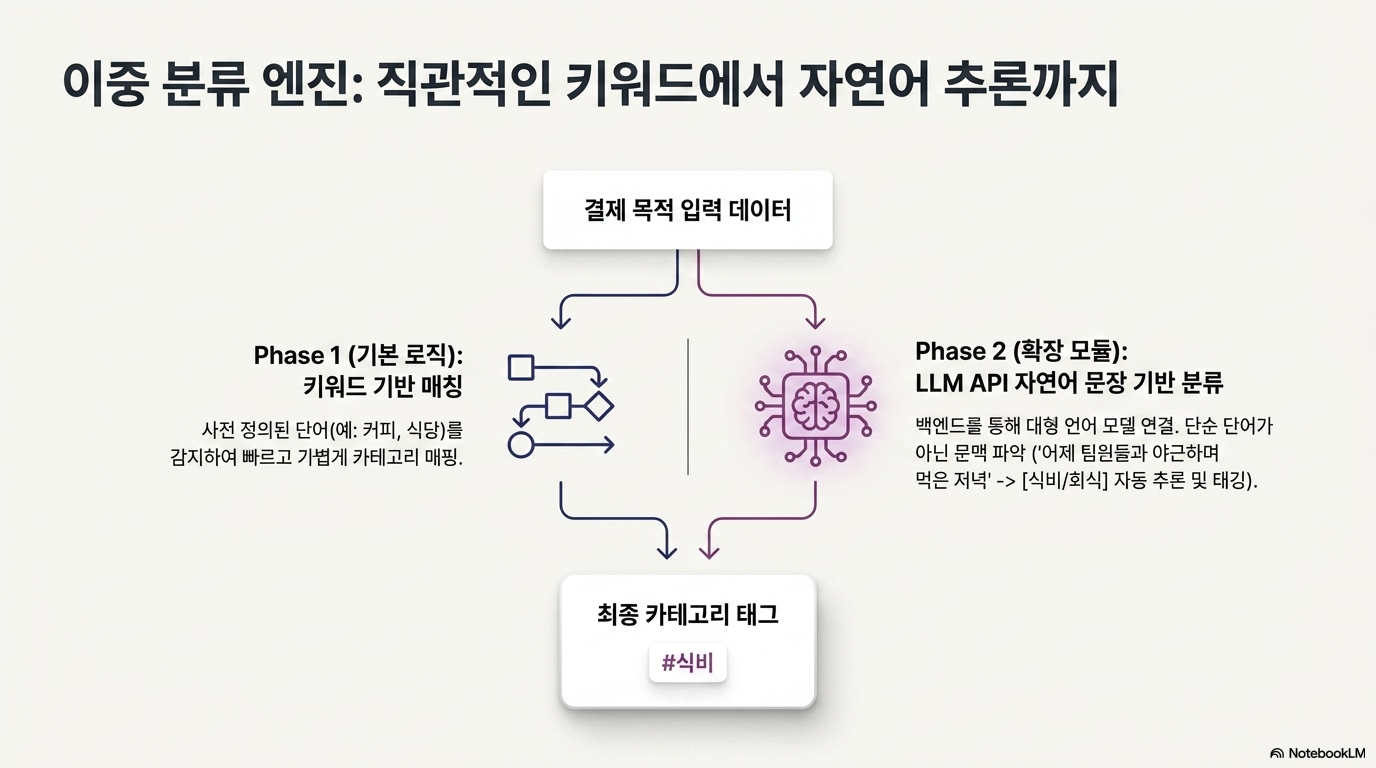 이중 분류 엔진: 직관적인 키워드에서 자연어 추론까지
결제 목적 입력 데이터
Phase 1 (기본 로직):
키워드 기반 매칭
사전 정의된 단어(예: 커피, 식당)를
감지하여 빠르고 가볍게 카테고리 매핑.
Phase 2 (확장 모듈):
LLM API 자연어 문장 기반 분류
백엔드를 통해 대형 언어 모델 연결. 단순 단어가
아닌 문맥 파악 ('어제 팀원들과 야근하며
먹은 저녁' -> [식비/회식] 자동 추론 및 태깅).
최종 카테고리 태그
#식비
NotebookLM